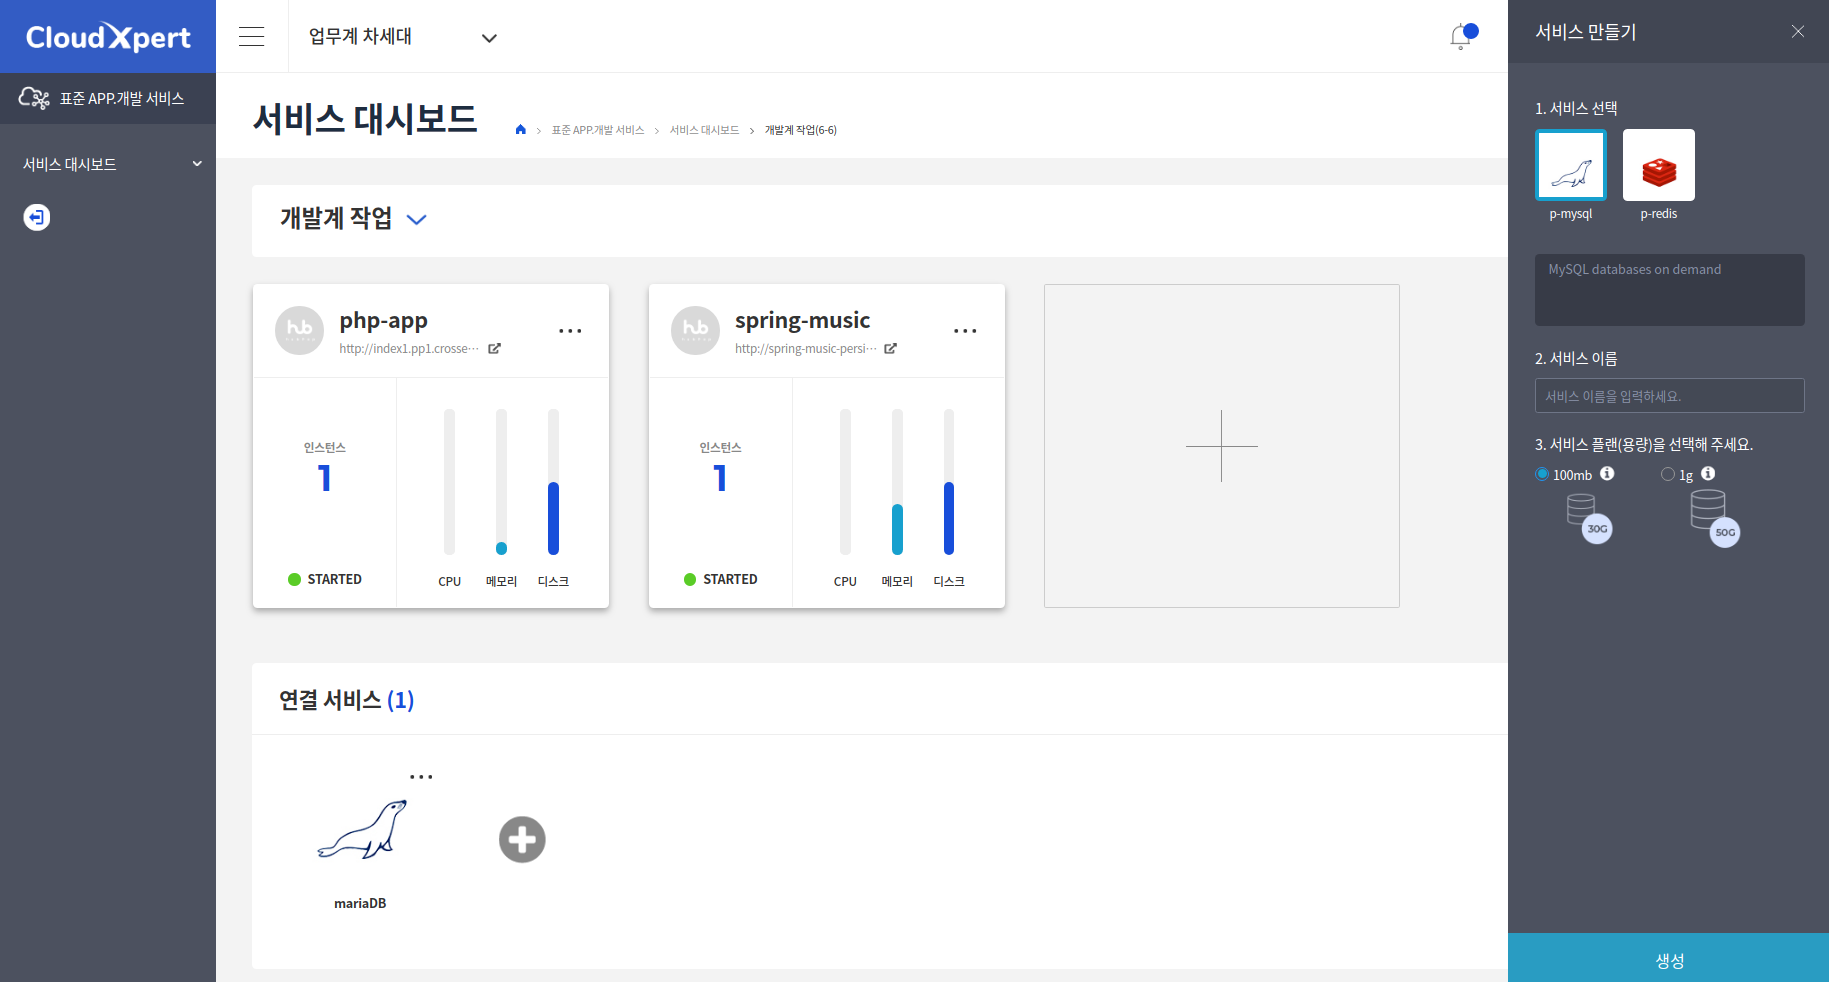 CloudXpert
표준 APP.개발 서비스
서비스 대시보드
업무계 차세대
서비스 대시보드
표준 APP.개발 서비스 > 서비스 대시보드 > 개발계 작업(6-6)
개발계 작업
hub
php-app
http://index1.pp1.crosse···
인스턴스
1
STARTED
CPU 메모리 디스크
hub
spring-music
http://spring-music-persi···
인스턴스
1
STARTED
CPU 메모리 디스크
연결 서비스 (1)
mariaDB
서비스 만들기
1. 서비스 선택
p-mysql p-redis
MySQL databases on demand
2. 서비스 이름
서비스 이름을 입력하세요.
3. 서비스 플랜(용량)을 선택해 주세요.
100mb 1g
30G 50G
생성